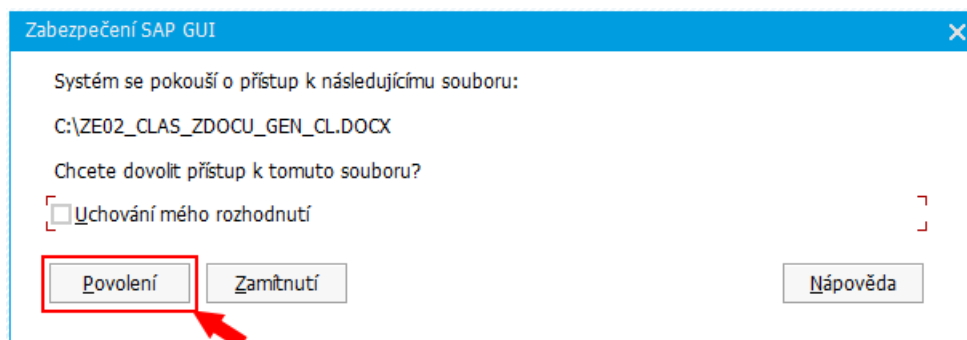 Zabezpečení SAP GUI
Systém se pokouší o přístup k následujícímu souboru:
C:\ZE02_CLAS_ZDOCU_GEN_CL.DOCX
Chcete dovolit přístup k tomuto souboru?
Uchování mého rozhodnutí
Povolení Zamítnutí Nápověda